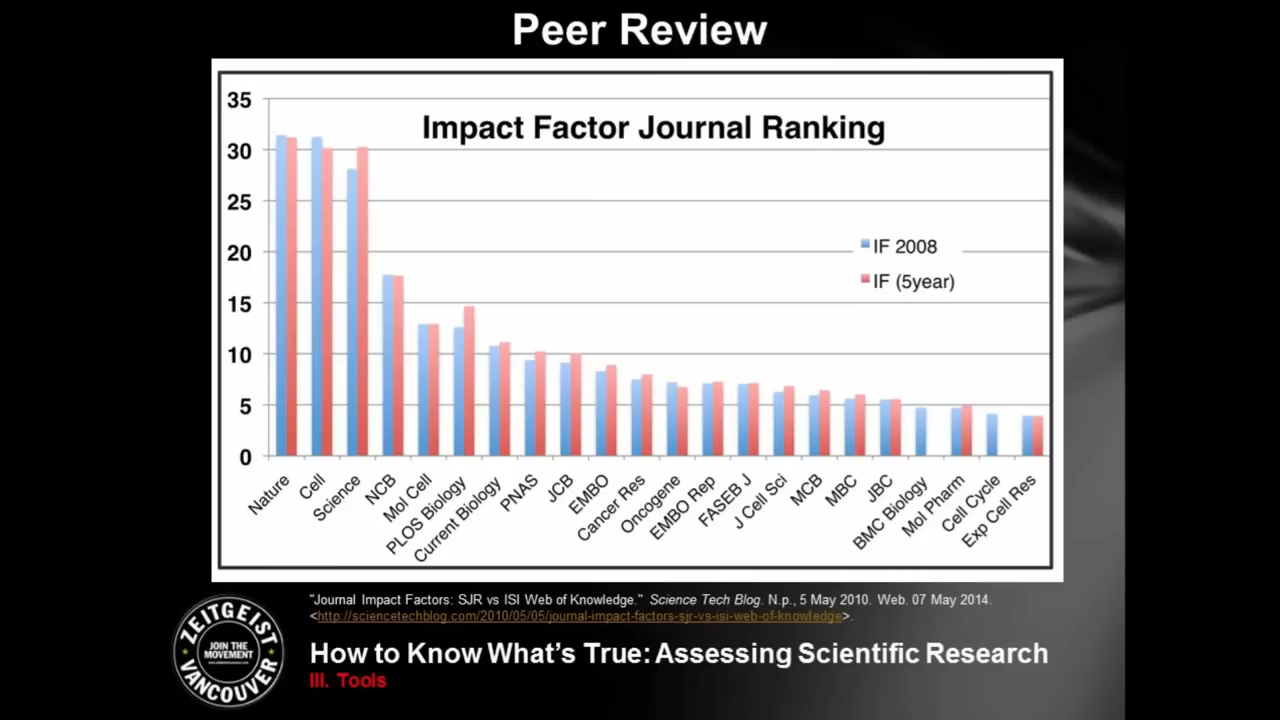 Peer Review
Impact Factor Journal Ranking
35
30
25
20
15
10
5
0
IF 2008
IF (5year)
Nature
Cell
Science
NCB
Mol Cell
PLOS Biology
Current Biology
PNAS
JCB
EMBO
Cancer Res
Oncogene
EMBO Rep
FASEB J
J Cell Sci
MCB
MBC
JBC
BMC Biology
Mol Pharm
Cell Cycle
Exp Cell Res
"Journal Impact Factors: SJR vs ISI Web of Knowledge." Science Tech Blog. N.p., 5 May 2010. Web. 07 May 2014.
<http://sciencetechblog.com/2010/05/05/journal-impact-factors-sjr-vs-isi-web-of-knowledge>.
ZEITGEIST
JOIN THE
MOVEMENT
VANCOUVER
How to Know What's True: Assessing Scientific Research
III. Tools